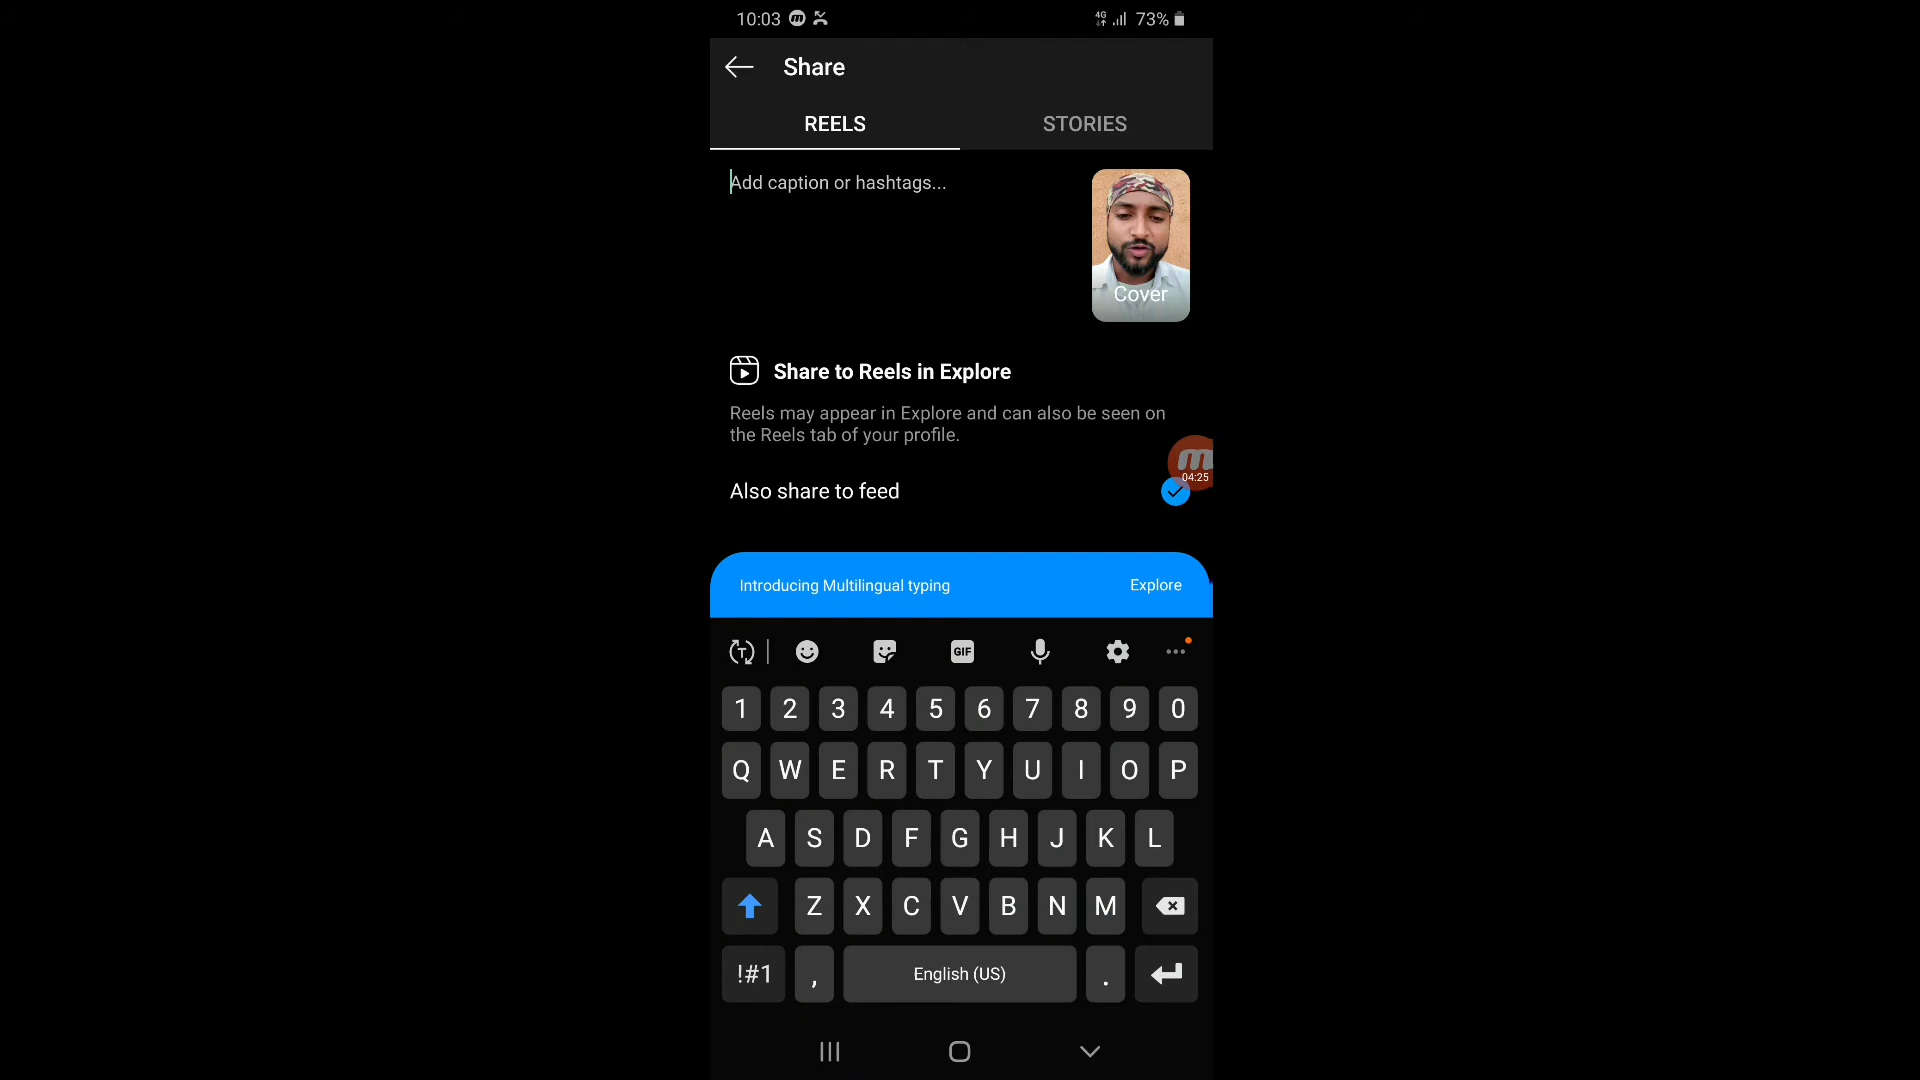 10:03 4G 73%
Share
REELS STORIES
Add caption or hashtags...
Cover
Share to Reels in Explore
Reels may appear in Explore and can also be seen on
the Reels tab of your profile.
04:25
Also share to feed
Introducing Multilingual typing Explore
T GIF
1 2 3 4 5 6 7 8 9 0
Q W E R T Y U I O P
A S D F G H J K L
Z X C V B N M
!#1 , English (US) .